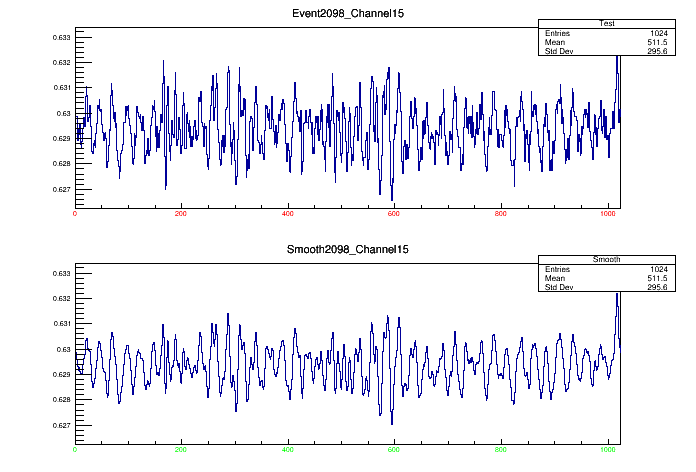 Event2098_Channel15
Test
Entries 1024
Mean 511.5
Std Dev 295.6
0.633
0.632
0.631
0.63
0.629
0.628
0.627
0 200 400 600 800 1000
Smooth2098_Channel15
Smooth
Entries 1024
Mean 511.5
Std Dev 295.6
0.633
0.632
0.631
0.63
0.629
0.628
0.627
0 200 400 600 800 1000